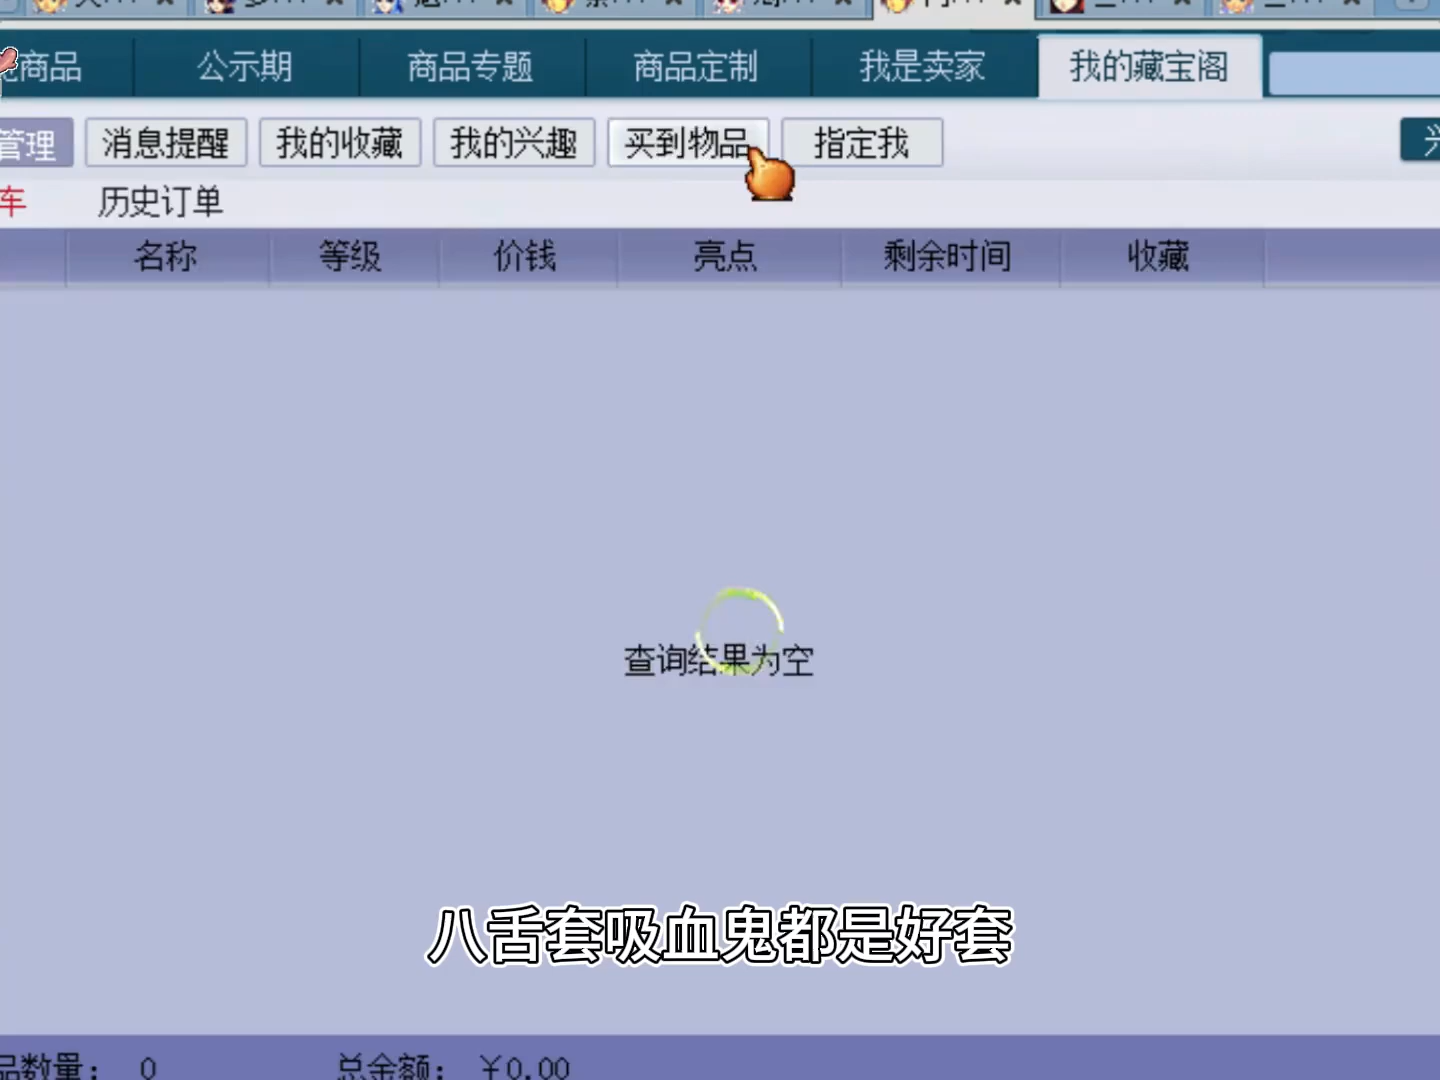 商品 公示期 商品专题 商品定制 我是卖家 我的藏宝阁
管理 消息提醒 我的收藏 我的兴趣 买到物品 指定我
车 历史订单
名称 等级 价钱 亮点 剩余时间 收藏
查询结果为空
八舌套吸血鬼都是好套
品数量： 0 总金额： ￥0.00